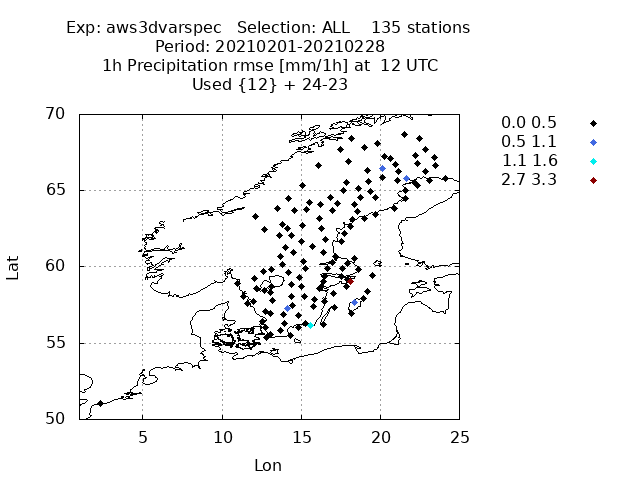 Exp: aws3dvarspec   Selection: ALL    135 stations
Period: 20210201-20210228
1h Precipitation rmse [mm/1h] at  12 UTC
Used {12} + 24-23
0.0 0.5
0.5 1.1
1.1 1.6
2.7 3.3
70
65
60
55
50
Lat
5 10 15 20 25
Lon